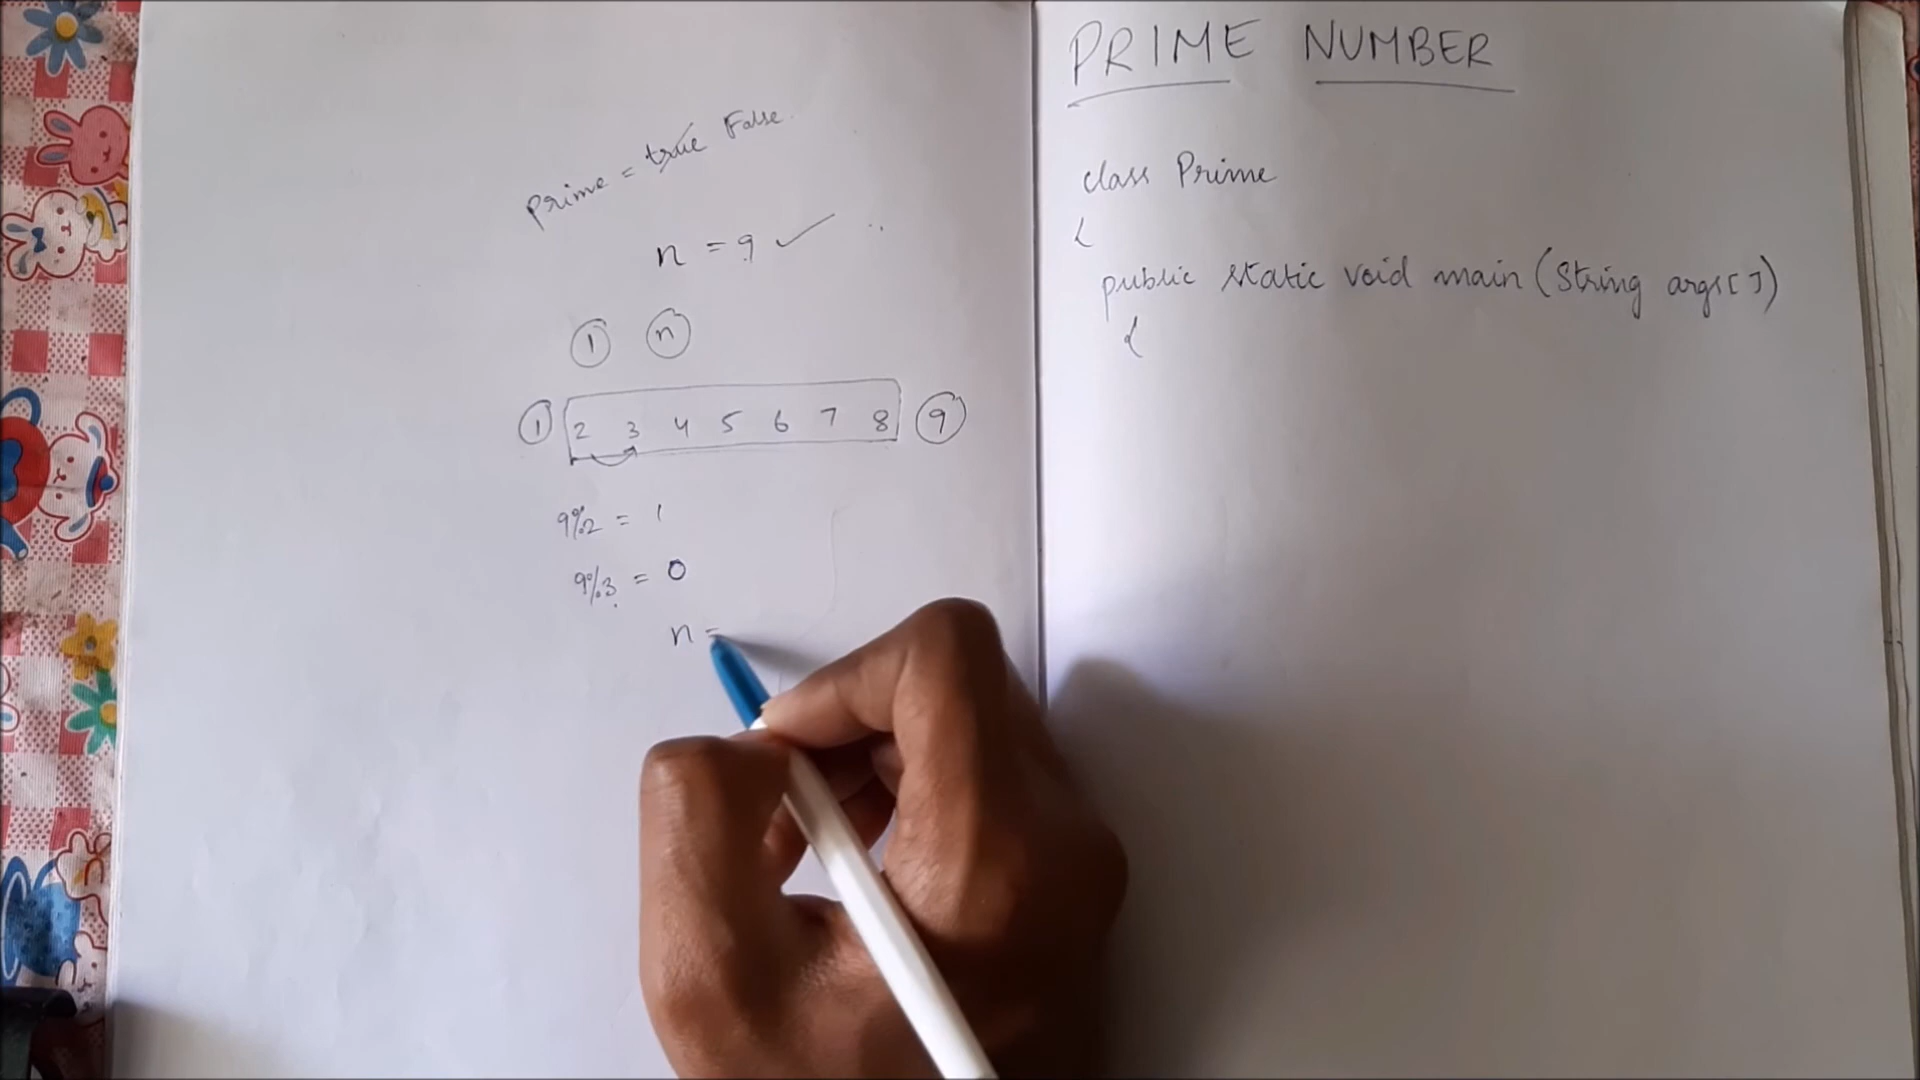 prime = true False.
n = 9 ✓
1 n
1 2 3 4 5 6 7 8 9
9%2 = 1
9%3 = 0
n =
PRIME NUMBER
class Prime
{
public static void main (String args[])
{